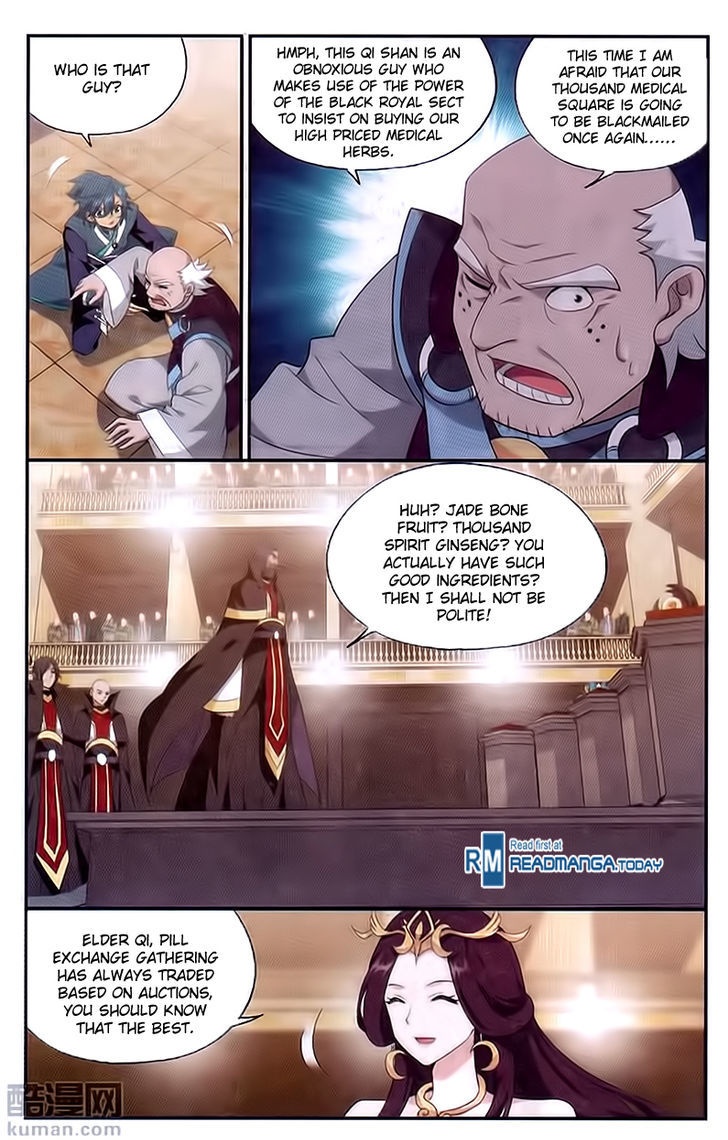 WHO IS THAT
GUY?
HMPH, THIS QI SHAN IS AN
OBNOXIOUS GUY WHO
MAKES USE OF THE POWER
OF THE BLACK ROYAL SECT
TO INSIST ON BUYING OUR
HIGH PRICED MEDICAL
HERBS.
THIS TIME I AM
AFRAID THAT OUR
THOUSAND MEDICAL
SQUARE IS GOING
TO BE BLACKMAILED
ONCE AGAIN......
HUH? JADE BONE
FRUIT? THOUSAND
SPIRIT GINSENG? YOU
ACTUALLY HAVE SUCH
GOOD INGREDIENTS?
THEN I SHALL NOT BE
POLITE!
RM
Read first at
READMANGA.TODAY
ELDER QI, PILL
EXCHANGE GATHERING
HAS ALWAYS TRADED
BASED ON AUCTIONS,
YOU SHOULD KNOW
THAT THE BEST.
酷漫网
kuman.com